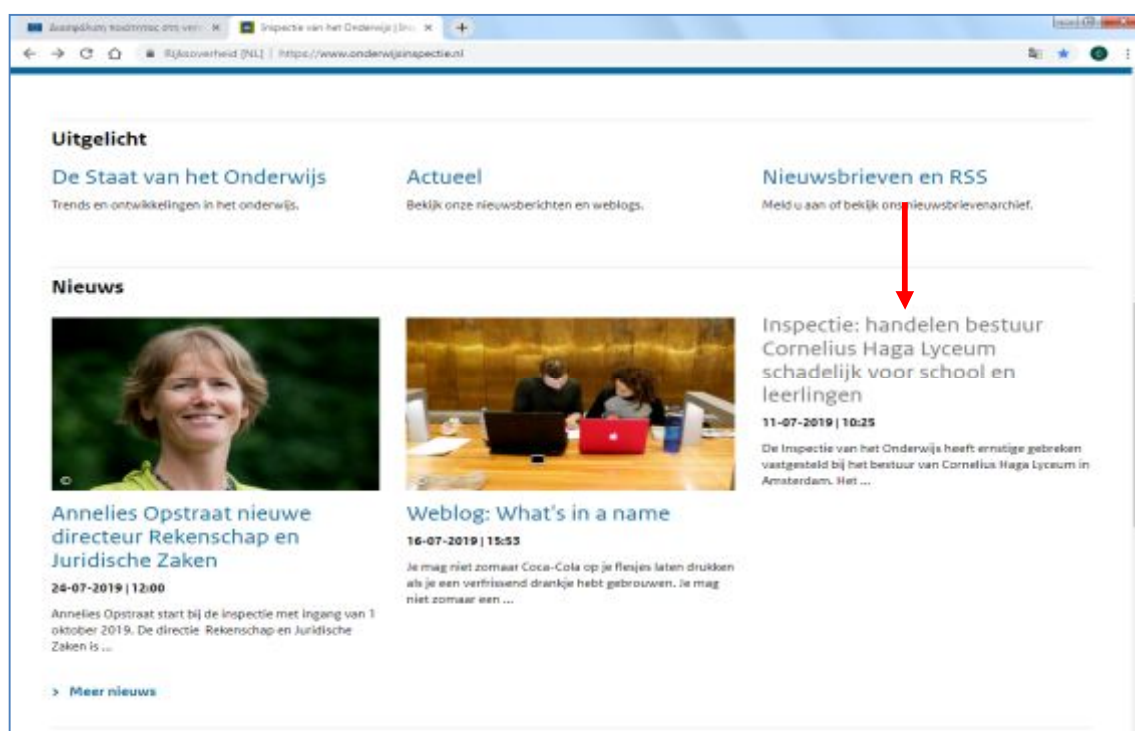 Inspectie van het Onderwijs | Ins
Rijksoverheid [NL] | https://www.onderwijsinspectie.nl
Uitgelicht
De Staat van het Onderwijs
Trends en ontwikkelingen in het onderwijs.
Actueel
Bekijk onze nieuwsberichten en weblogs.
Nieuwsbrieven en RSS
Meld u aan of bekijk ons nieuwsbrievenarchief.
Nieuws
©
Annelies Opstraat nieuwe
directeur Rekenschap en
Juridische Zaken
24-07-2019 | 12:00
Annelies Opstraat start bij de inspectie met ingang van 1
oktober 2019. De directie Rekenschap en Juridische
Zaken is ...
©
Weblog: What's in a name
16-07-2019 | 15:53
Je mag niet zomaar Coca-Cola op je flesjes laten drukken
als je een verfrissend drankje hebt gebrouwen. Je mag
niet zomaar een ...
Inspectie: handelen bestuur
Cornelius Haga Lyceum
schadelijk voor school en
leerlingen
11-07-2019 | 10:25
De Inspectie van het Onderwijs heeft ernstige gebreken
vastgesteld bij het bestuur van Cornelius Haga Lyceum in
Amsterdam. Het ...
> Meer nieuws